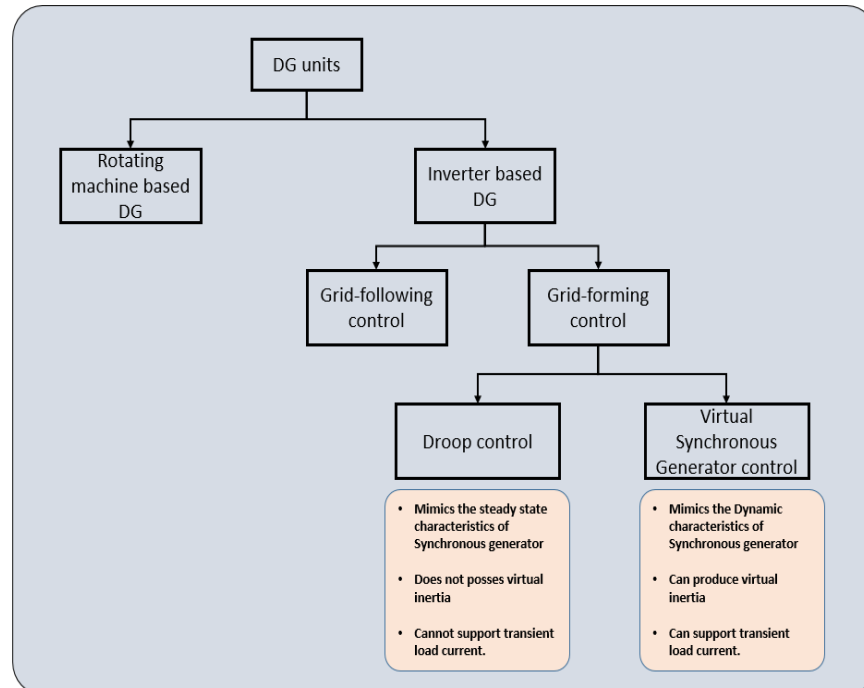 DG units
Rotating
machine based
DG
Inverter based
DG
Grid-following
control
Grid-forming
control
Droop control
Virtual
Synchronous
Generator control
• Mimics the steady state
characteristics of
Synchronous generator
• Does not posses virtual
inertia
• Cannot support transient
load current.
• Mimics the Dynamic
characteristics of
Synchronous generator
• Can produce virtual
inertia
• Can support transient
load current.